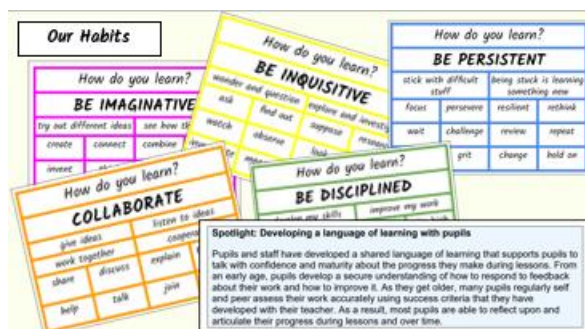 Our Habits
How do you learn?
BE IMAGINATIVE
try out different ideas see how
create connect combine
invent
How do you learn?
BE INQUISITIVE
wonder and question explore and investig
ask find out suppose
watch observe look
How do you learn?
BE PERSISTENT
stick with difficult stuff being stuck is learning something new
focus persevere resilient rethink
wait challenge review repeat
grit change hold on
How do you learn?
COLLABORATE
give ideas listen to ideas
work together
share discuss explain
help talk join
How do you learn?
BE DISCIPLINED
my skills improve my work
Spotlight: Developing a language of learning with pupils
Pupils and staff have developed a shared language of learning that supports pupils to
talk with confidence and maturity about the progress they make during lessons. From
an early age, pupils develop a secure understanding of how to respond to feedback
about their work and how to improve it. As they get older, many pupils regularly self
and peer assess their work accurately using success criteria that they have
developed with their teacher. As a result, most pupils are able to reflect upon and
articulate their progress during lessons and over time.